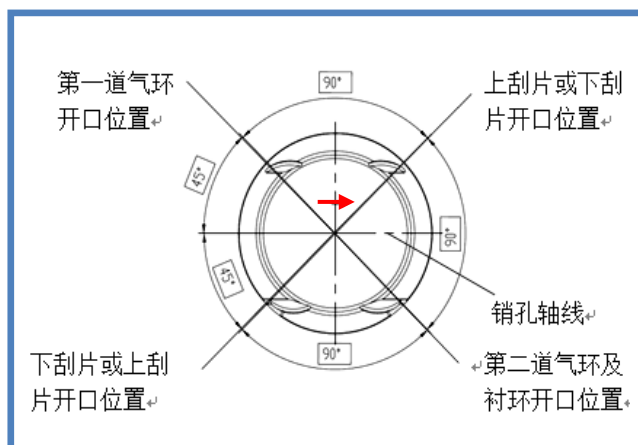 90°
第一道气环
开口位置↵
上刮片或下刮
片开口位置↵
45°
90°
45°
销孔轴线↵
90°
下刮片或上刮
片开口位置↵
↵第二道气环及
衬环开口位置↵